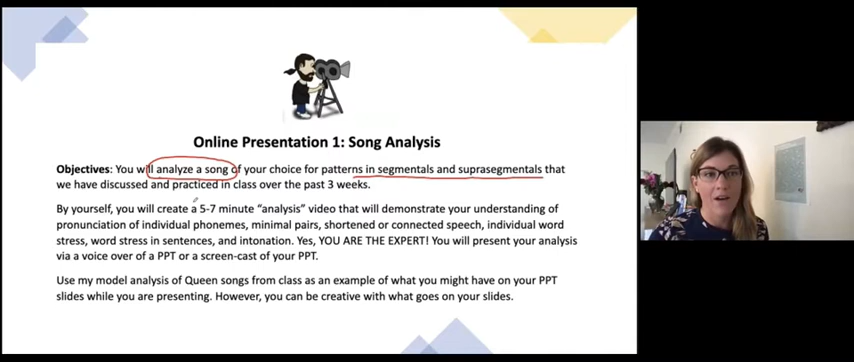 Online Presentation 1: Song Analysis
Objectives: You will analyze a song of your choice for patterns in segmentals and suprasegmentals that
we have discussed and practiced in class over the past 3 weeks.
By yourself, you will create a 5-7 minute “analysis” video that will demonstrate your understanding of
pronunciation of individual phonemes, minimal pairs, shortened or connected speech, individual word
stress, word stress in sentences, and intonation. Yes, YOU ARE THE EXPERT! You will present your analysis
via a voice over of a PPT or a screen-cast of your PPT.
Use my model analysis of Queen songs from class as an example of what you might have on your PPT
slides while you are presenting. However, you can be creative with what goes on your slides.